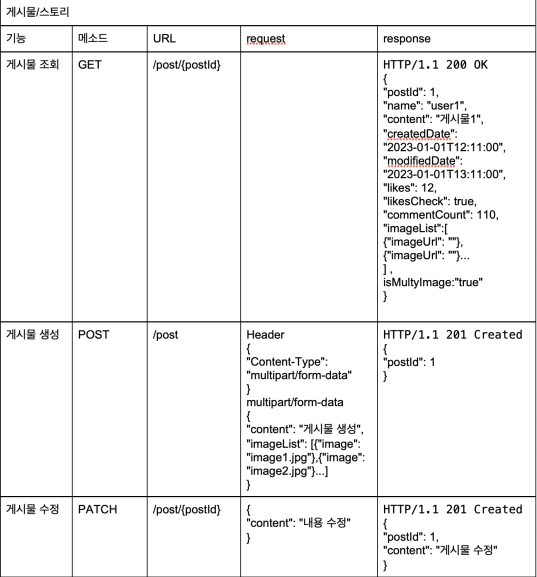 게시물/스토리
기능 메소드 URL request response
게시물 조회 GET /post/{postId} HTTP/1.1 200 OK
{
"postId": 1,
"name": "user1",
"content": "게시물1",
"createdDate":
"2023-01-01T12:11:00",
"modifiedDate":
"2023-01-01T13:11:00",
"likes": 12,
"likesCheck": true,
"commentCount": 110,
"imageList":[
{"imageUrl": ""},
{"imageUrl": ""}...
] ,
isMultyImage:"true"
}
게시물 생성 POST /post Header
{
"Content-Type":
"multipart/form-data"
}
multipart/form-data
{
"content": "게시물 생성",
"imageList": [{"image":
"image1.jpg"},{"image":
"image2.jpg"}...]
}
HTTP/1.1 201 Created
{
"postId": 1
}
게시물 수정 PATCH /post/{postId} {
"content": "내용 수정"
}
HTTP/1.1 201 Created
{
"postId": 1,
"content": "게시물 수정"
}